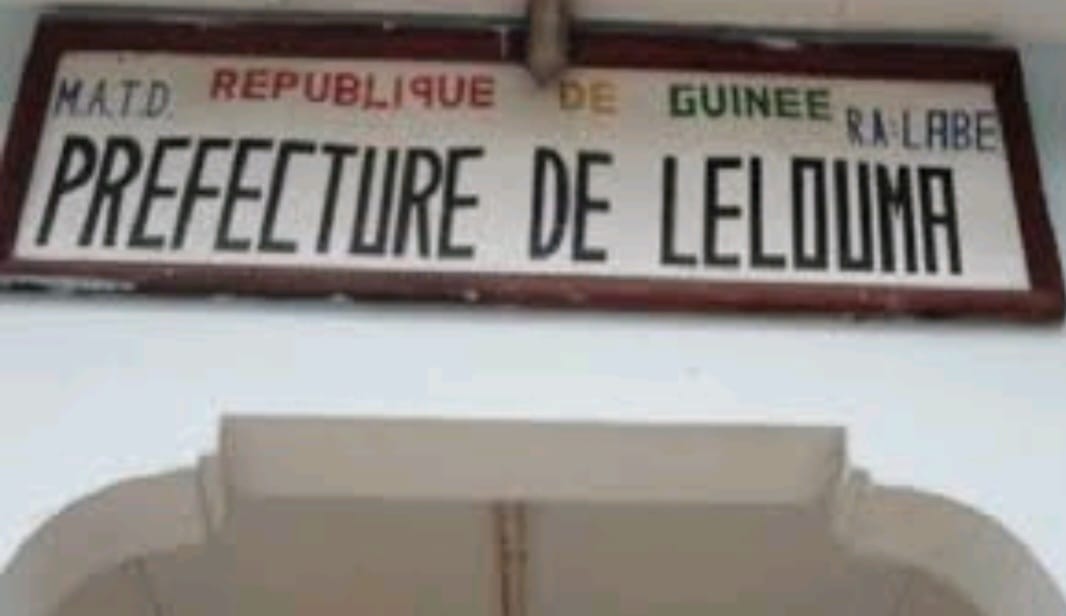 M.A.T.D. REPUBLIQUE DE GUINEE R.A:LABE
PREFECTURE DE LELOUMA